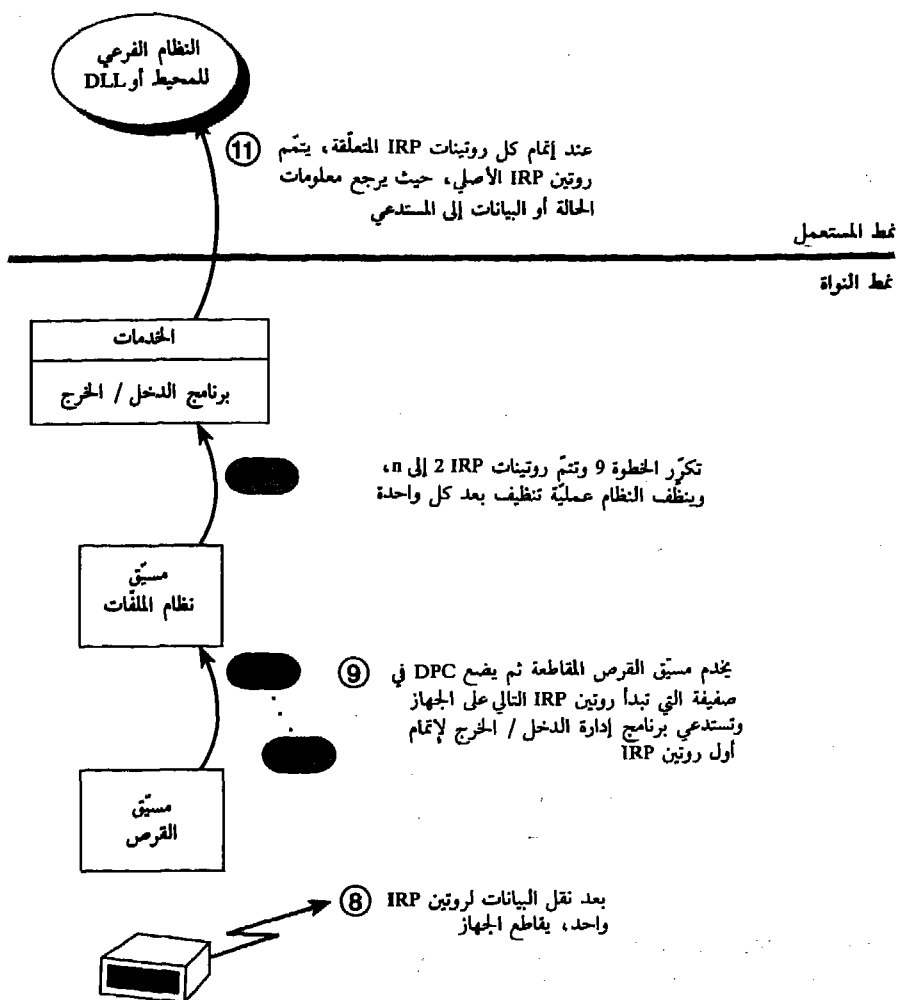 النظام الفرعي
للمحيط أو DLL
⑪ عند إتمام كل روتينات IRP المتعلّقة، يتمّم
روتين IRP الأصلي، حيث يرجع معلومات
الحالة أو البيانات إلى المستدعي
نمط المستعمل
نمط النواة
الخدمات
برنامج الدخل / الخرج
تكرّر الخطوة 9 وتتمّ روتينات IRP 2 إلى n،
وينظّف النظام عمليّة تنظيف بعد كل واحدة
مسيّق
نظام الملفّات
⑨ يخدم مسيّق القرص المقاطعة ثم يضع DPC في
صفيفة التي تبدأ روتين IRP التالي على الجهاز
وتستدعي برنامج إدارة الدخل / الخرج لإتمام
أول روتين IRP
مسيّق
القرص
⑧ بعد نقل البيانات لروتين IRP
واحد، يقاطع الجهاز